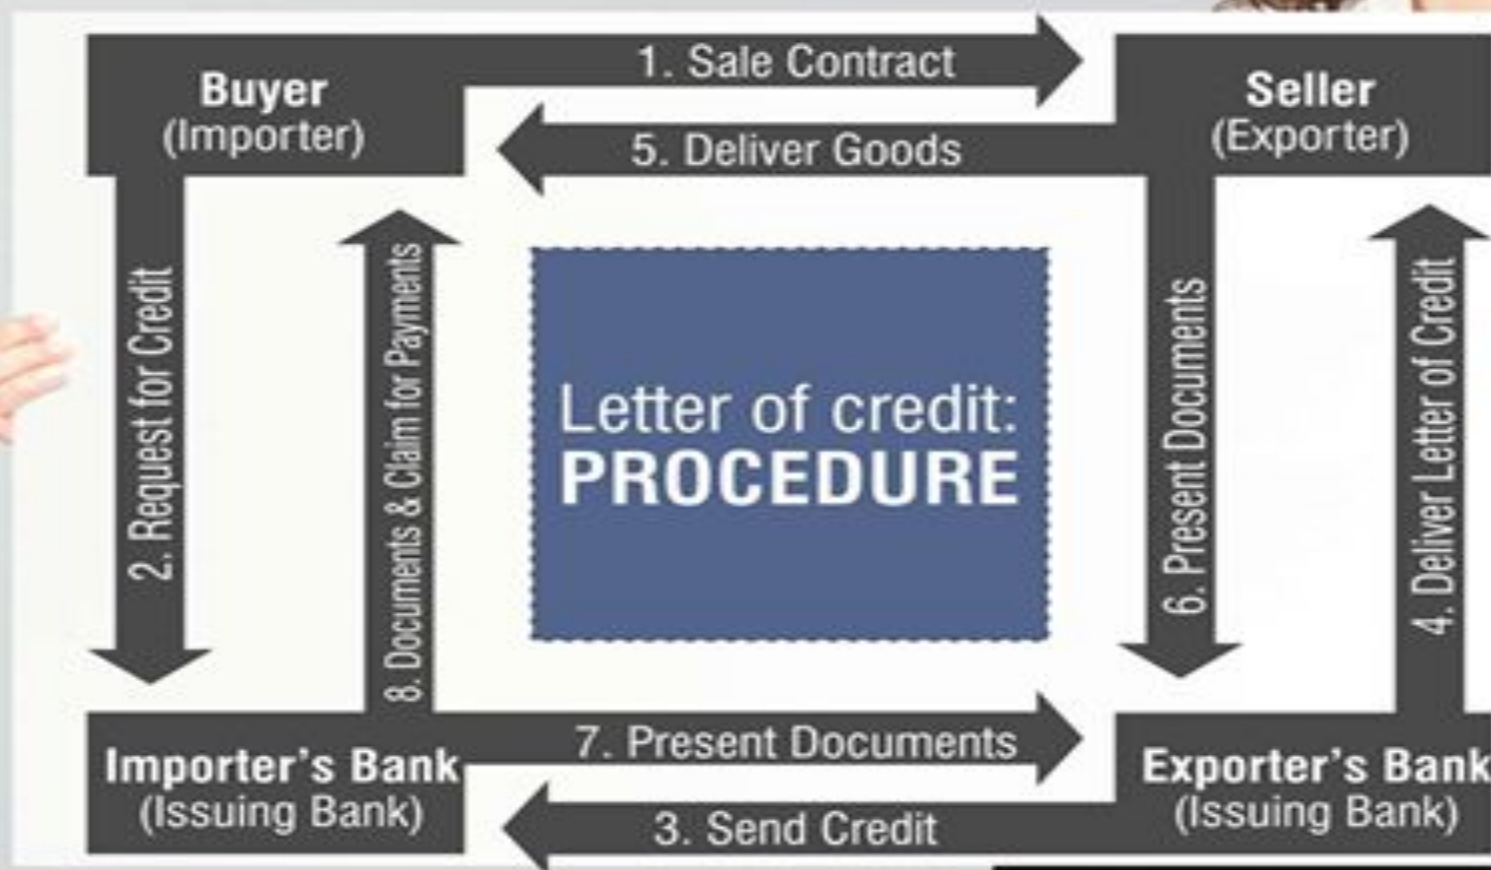 1. Sale Contract
Buyer
(Importer)
Seller
(Exporter)
5. Deliver Goods
2. Request for Credit
8. Documents & Claim for Payments
Letter of credit:
PROCEDURE
6. Present Documents
4. Deliver Letter of Credit
7. Present Documents
Importer's Bank
(Issuing Bank)
Exporter's Bank
(Issuing Bank)
3. Send Credit